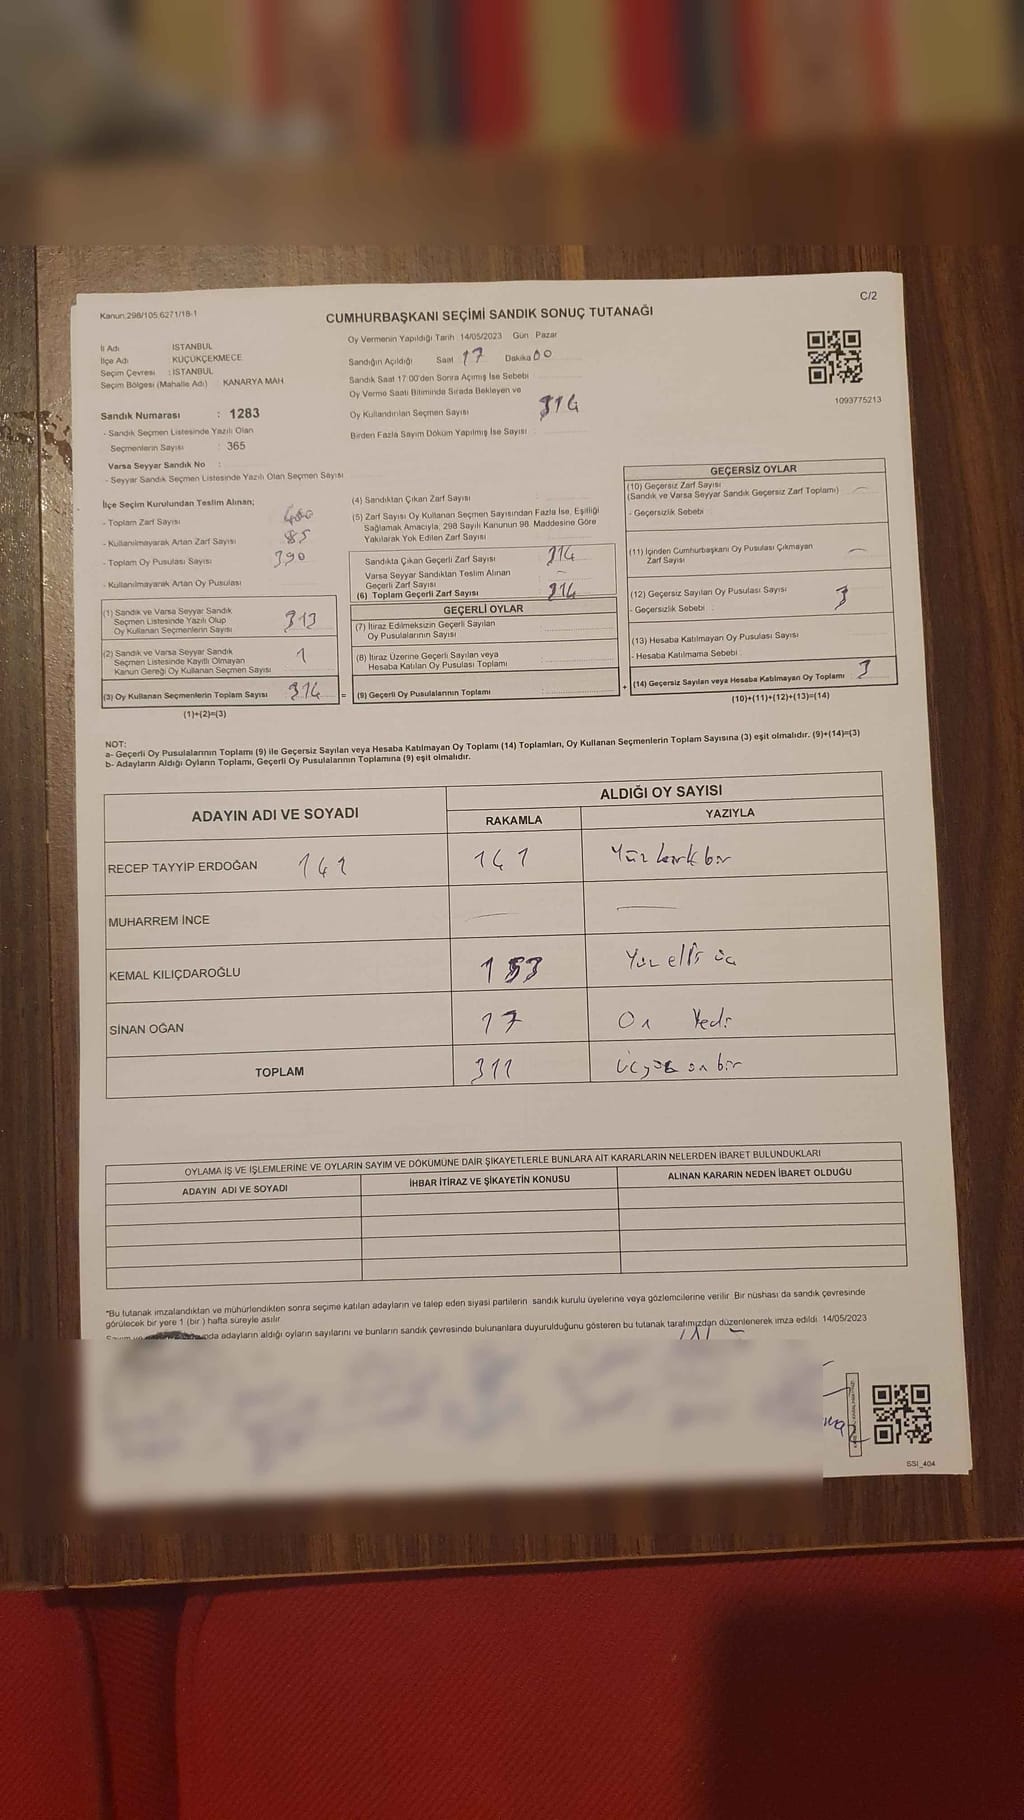 Kanun:298/105.6271/18-1
C/2
CUMHURBAŞKANI SEÇİMİ SANDIK SONUÇ TUTANAĞI
İl Adı : İSTANBUL
İlçe Adı : KÜÇÜKÇEKMECE
Seçim Çevresi : İSTANBUL
Seçim Bölgesi (Mahalle Adı) : KANARYA MAH
Sandık Numarası : 1283
- Sandık Seçmen Listesinde Yazılı Olan
Seçmenlerin Sayısı : 365
Varsa Seyyar Sandık No :
- Seyyar Sandık Seçmen Listesinde Yazılı Olan Seçmen Sayısı
Oy Vermenin Yapıldığı Tarih : 14/05/2023 Gün : Pazar
Sandığın Açıldığı Saat 17 Dakika 00
Sandık Saat 17:00'den Sonra Açımış İse Sebebi
Oy Verme Saati Bitiminde Sırada Bekleyen ve
Oy Kullandırılan Seçmen Sayısı 314
Birden Fazla Sayım Döküm Yapılmış İse Sayısı
1093775213
İlçe Seçim Kurulundan Teslim Alınan;
- Toplam Zarf Sayısı 400
- Kullanılmayarak Artan Zarf Sayısı 85
- Toplam Oy Pusulası Sayısı 390
- Kullanılmayarak Artan Oy Pusulası
(1) Sandık ve Varsa Seyyar Sandık
Seçmen Listesinde Yazılı Olup
Oy Kullanan Seçmenlerin Sayısı 313
(2) Sandık ve Varsa Seyyar Sandık
Seçmen Listesinde Kayıtlı Olmayan
Kanun Gereği Oy Kullanan Seçmen Sayısı 1
(3) Oy Kullanan Seçmenlerin Toplam Sayısı 314 =
(1)+(2)=(3)
(4) Sandıktan Çıkan Zarf Sayısı
(5) Zarf Sayısı Oy Kullanan Seçmen Sayısından Fazla İse, Eşitliği
Sağlamak Amacıyla, 298 Sayılı Kanunun 98. Maddesine Göre
Yakılarak Yok Edilen Zarf Sayısı
Sandıkta Çıkan Geçerli Zarf Sayısı 314
Varsa Seyyar Sandıktan Teslim Alınan
Geçerli Zarf Sayısı –
(6) Toplam Geçerli Zarf Sayısı 314
GEÇERLİ OYLAR
(7) İtiraz Edilmeksizin Geçerli Sayılan
Oy Pusulalarının Sayısı
(8) İtiraz Üzerine Geçerli Sayılan veya
Hesaba Katılan Oy Pusulası Toplamı
(9) Geçerli Oy Pusulalarının Toplamı : +
GEÇERSİZ OYLAR
(10) Geçersiz Zarf Sayısı
(Sandık ve Varsa Seyyar Sandık Geçersiz Zarf Toplamı) –
- Geçersizlik Sebebi :
(11) İçinden Cumhurbaşkanı Oy Pusulası Çıkmayan
Zarf Sayısı –
(12) Geçersiz Sayılan Oy Pusulası Sayısı 3
- Geçersizlik Sebebi :
(13) Hesaba Katılmayan Oy Pusulası Sayısı
- Hesaba Katılmama Sebebi
(14) Geçersiz Sayılan veya Hesaba Katılmayan Oy Toplamı 3
(10)+(11)+(12)+(13)=(14)
NOT:
a- Geçerli Oy Pusulalarının Toplamı (9) ile Geçersiz Sayılan veya Hesaba Katılmayan Oy Toplamı (14) Toplamları, Oy Kullanan Seçmenlerin Toplam Sayısına (3) eşit olmalıdır. (9)+(14)=(3)
b- Adayların Aldığı Oyların Toplamı, Geçerli Oy Pusulalarının Toplamına (9) eşit olmalıdır.
ADAYIN ADI VE SOYADI
ALDIĞI OY SAYISI
RAKAMLA YAZIYLA
RECEP TAYYİP ERDOĞAN 141 141 Yüz kırk bir
MUHARREM İNCE – –
KEMAL KILIÇDAROĞLU 153 Yüz elli üç
SİNAN OĞAN 17 On Yedi
TOPLAM 311 Üçyüz on bir
OYLAMA İŞ VE İŞLEMLERİNE VE OYLARIN SAYIM VE DÖKÜMÜNE DAİR ŞİKAYETLERLE BUNLARA AİT KARARLARIN NELERDEN İBARET BULUNDUKLARI
ADAYIN ADI VE SOYADI İHBAR İTİRAZ VE ŞİKAYETİN KONUSU ALINAN KARARIN NEDEN İBARET OLDUĞU
*Bu tutanak imzalandıktan ve mühürlendikten sonra seçime katılan adayların ve talep eden siyasi partilerin sandık kurulu üyelerine veya gözlemcilerine verilir. Bir nüshası da sandık çevresinde
görülecek bir yere 1 (bir) hafta süreyle asılır.
adayların aldığı oyların sayılarını ve bunların sandık çevresinde bulunanlara duyurulduğunu gösteren bu tutanak tarafımızdan düzenlenerek imza edildi. 14/05/2023
SSI_404